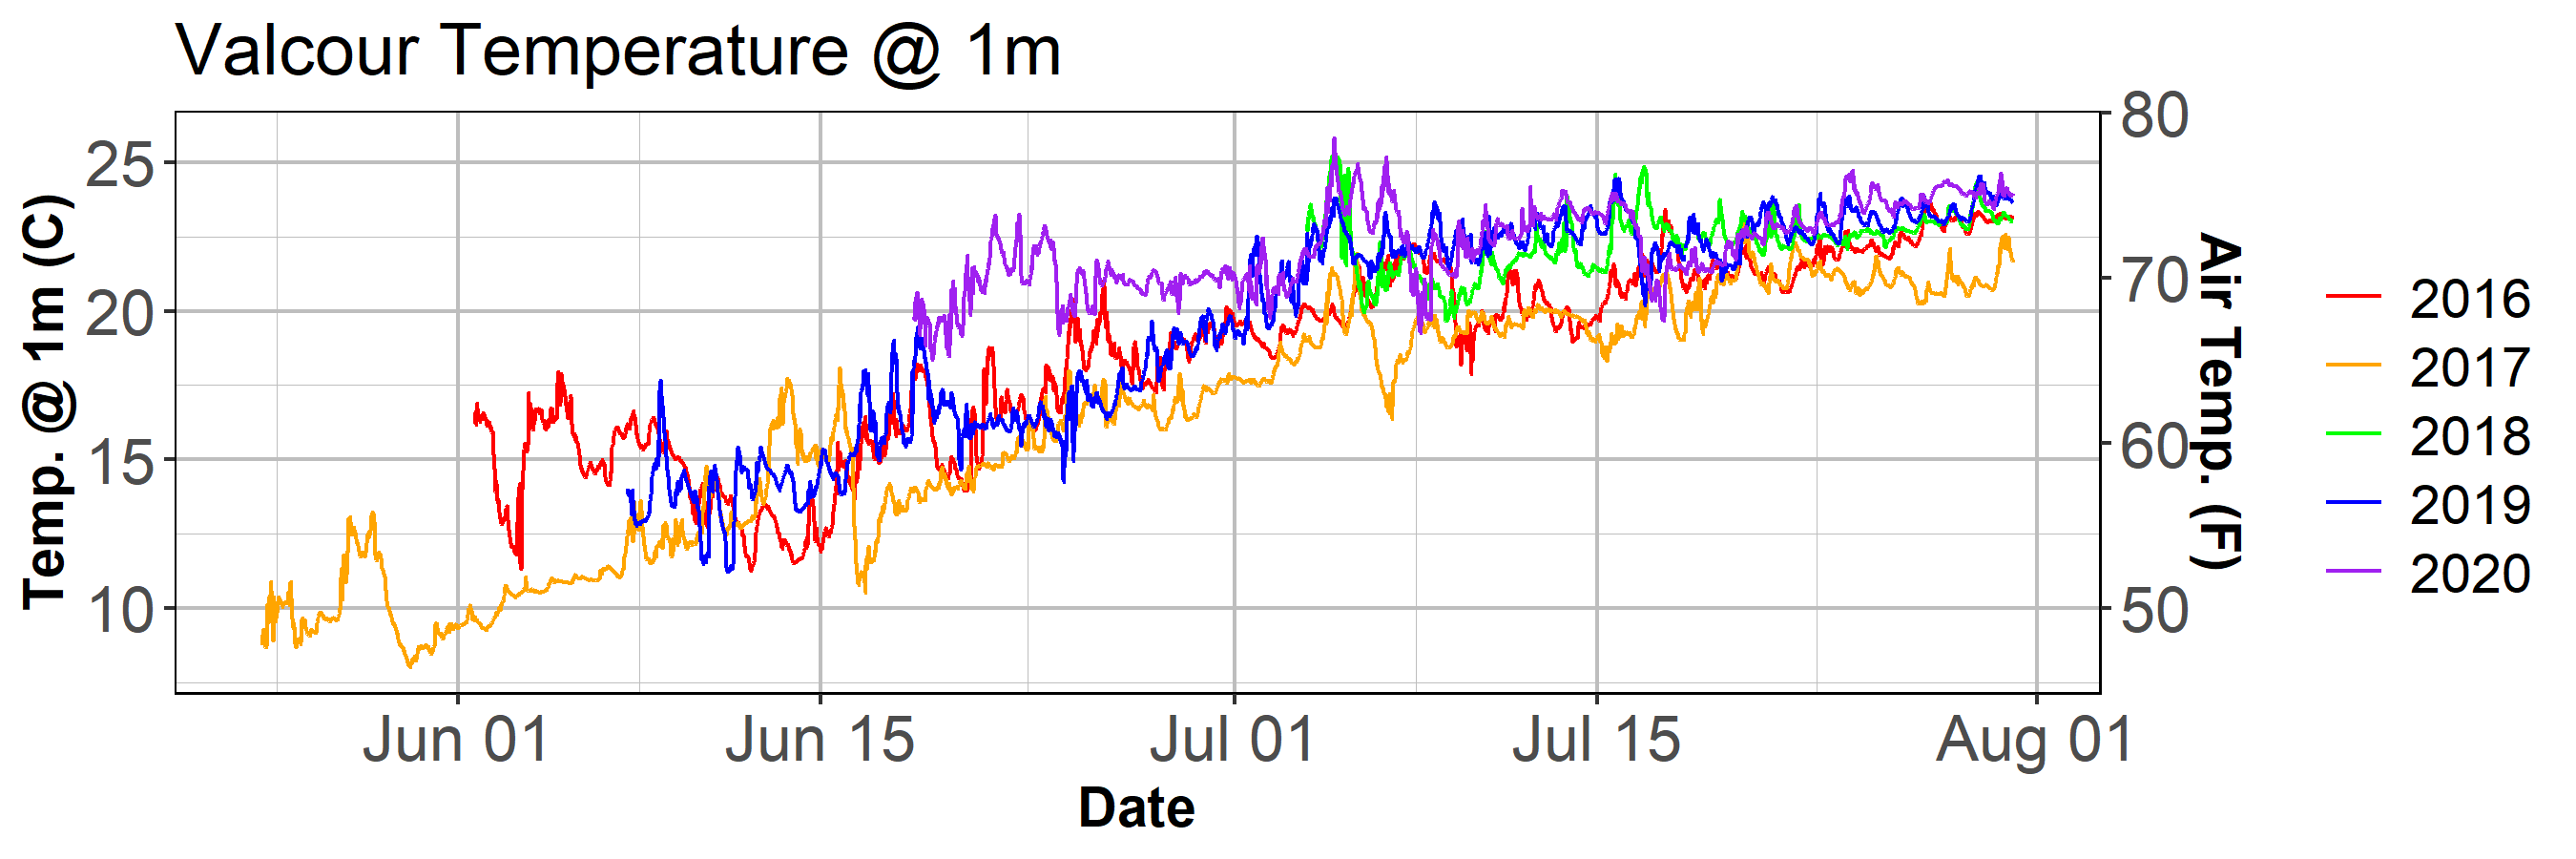 Valcour Temperature @ 1m
Temp. @ 1m (C)
25
20
15
10
80
70
60
50
Air Temp. (F)
Jun 01
Jun 15
Jul 01
Jul 15
Aug 01
Date
2016
2017
2018
2019
2020